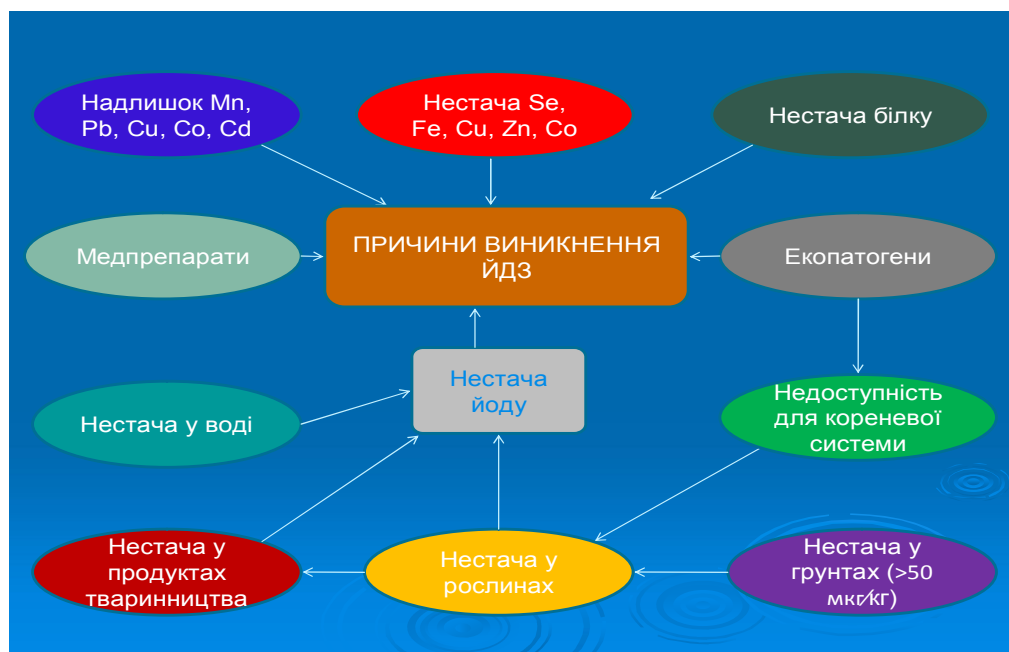 Надлишок Mn,
Pb, Cu, Co, Cd
Нестача Se,
Fe, Cu, Zn, Co
Нестача білку
Медпрепарати
ПРИЧИНИ ВИНИКНЕННЯ
ЙДЗ
Екопатогени
Нестача
йоду
Нестача у воді
Недоступність
для кореневої
системи
Нестача у
продуктах
тваринництва
Нестача у
рослинах
Нестача у
грунтах (>50
мкг/кг)